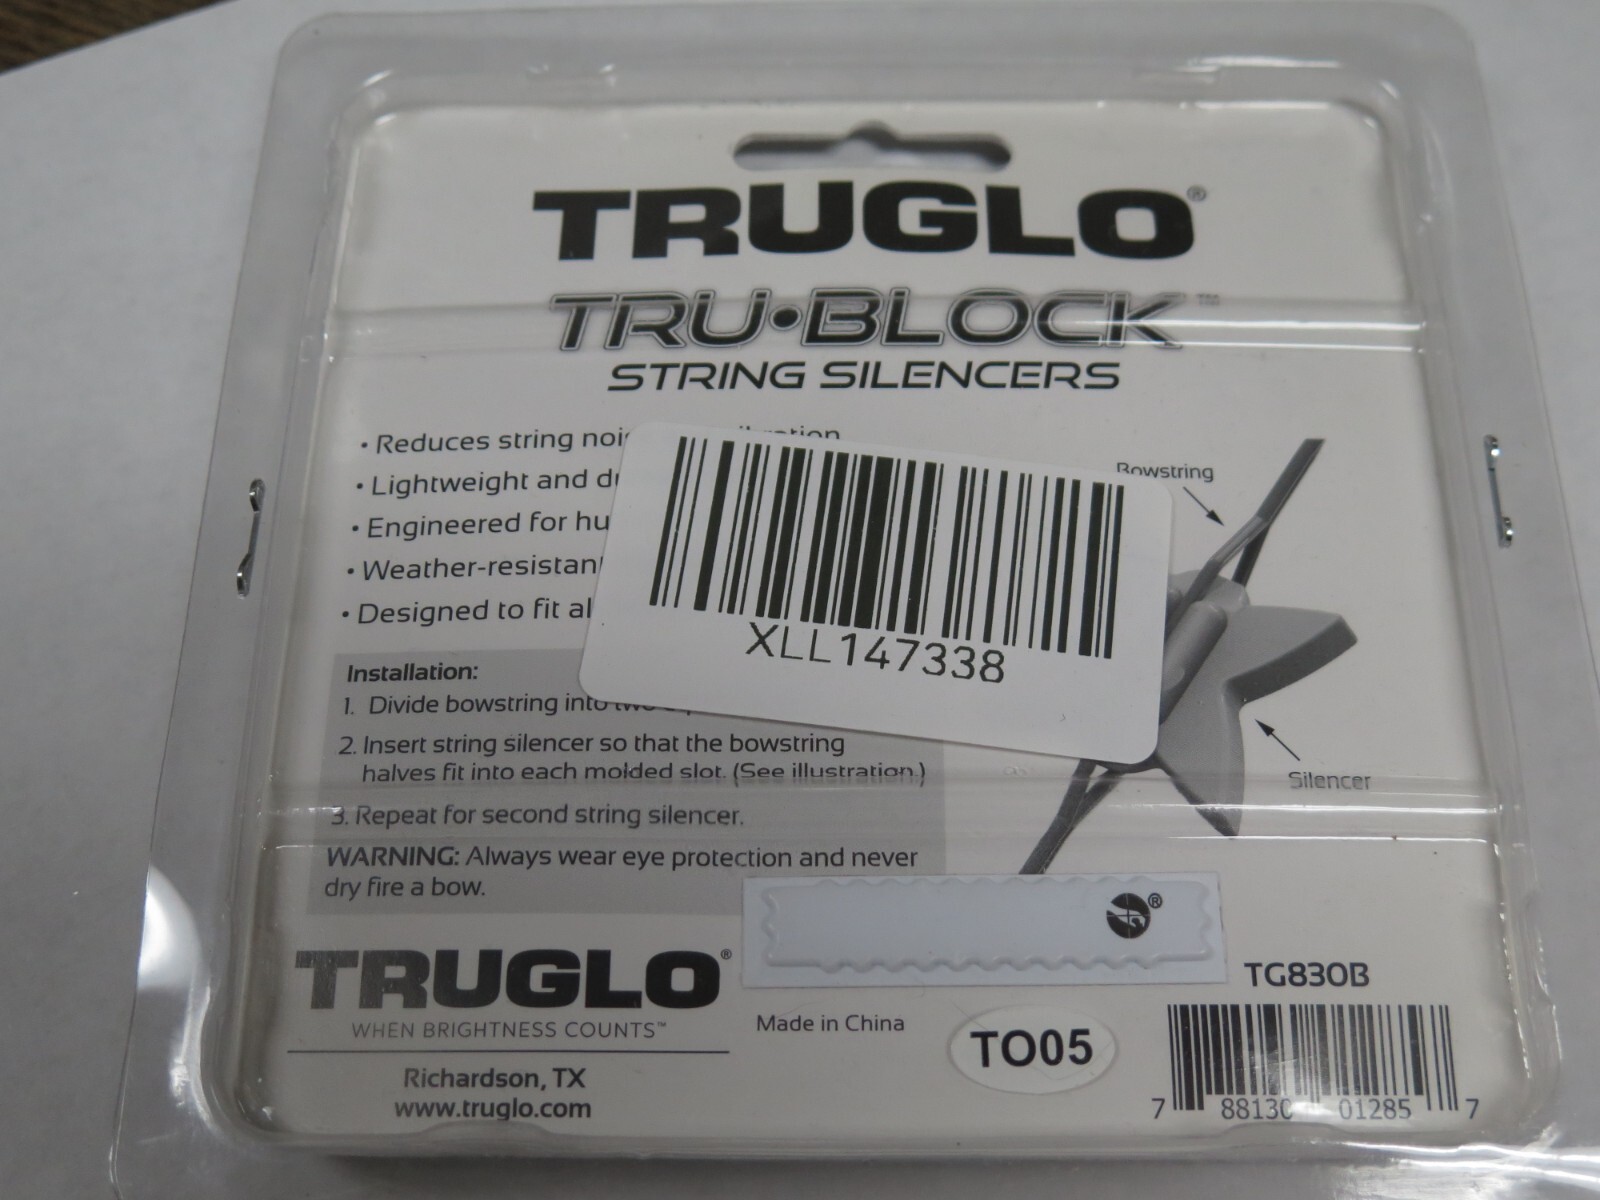 TRUGLO®
TRU•BLOCK™
STRING SILENCERS
• Reduces string
• Lightweight and
• Engineered for
• Weather-resistant
• Designed to fit
Bowstring
XLL147338
Installation:
1. Divide bowstring into two
2. Insert string silencer so that the bowstring
halves fit into each molded slot. (See illustration.)
3. Repeat for second string silencer.
WARNING: Always wear eye protection and never
dry fire a bow.
Silencer
TRUGLO®
WHEN BRIGHTNESS COUNTS™
Richardson, TX
www.truglo.com
®
Made in China
TO05
TG830B
7 88130 01285 7